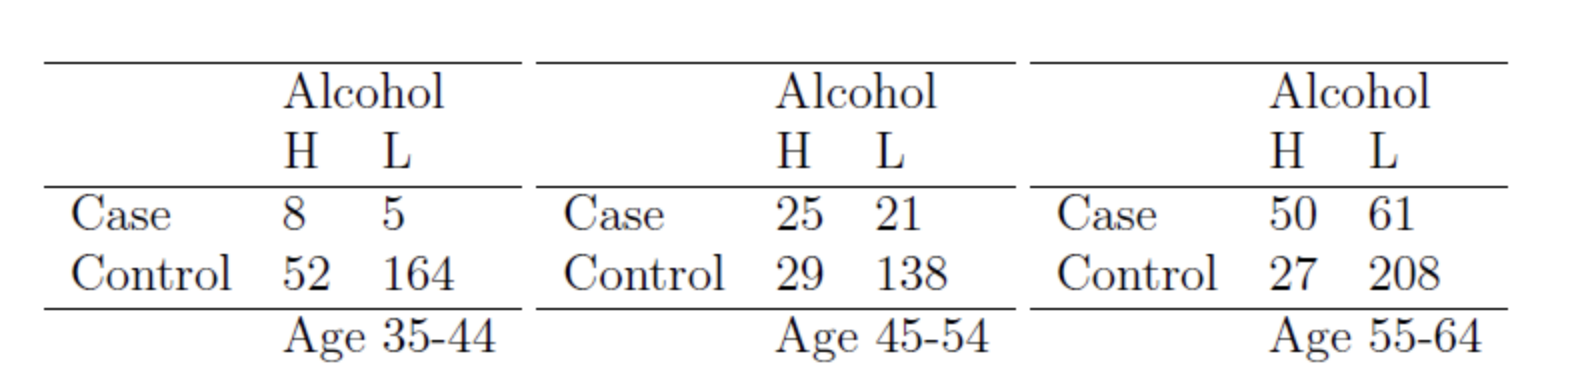 Alcohol Alcohol Alcohol
H L H L H L
Case 8 5 Case 25 21 Case 50 61
Control 52 164 Control 29 138 Control 27 208
Age 35-44 Age 45-54 Age 55-64